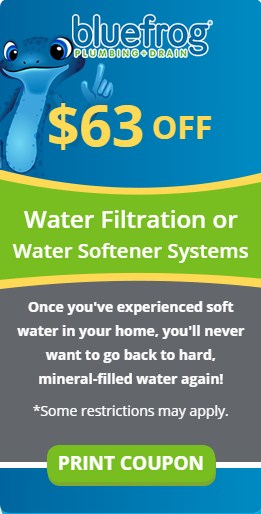 bluefrog®
PLUMBING + DRAIN
$63 OFF
Water Filtration or
Water Softener Systems
Once you've experienced soft
water in your home, you'll never
want to go back to hard,
mineral-filled water again!
*Some restrictions may apply.
PRINT COUPON